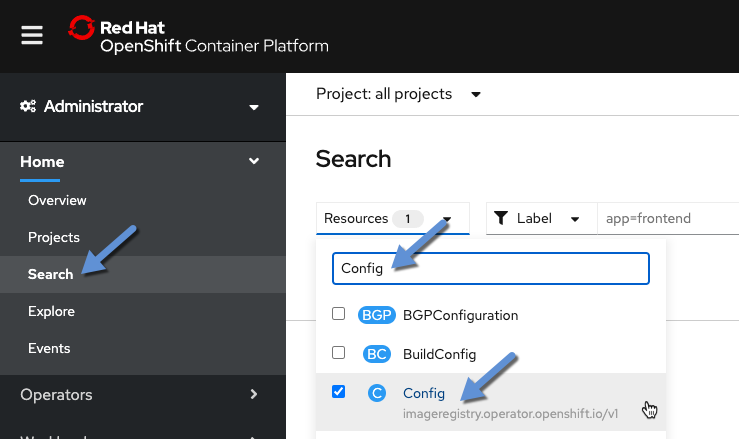 Red Hat
OpenShift Container Platform
Administrator
Project: all projects
Home
Search
Overview
Resources 1
Label
app=frontend
Projects
Search
Config
Explore
BGP BGPConfiguration
Events
BC BuildConfig
Operators
C Config
imageregistry.operator.openshift.io/v1